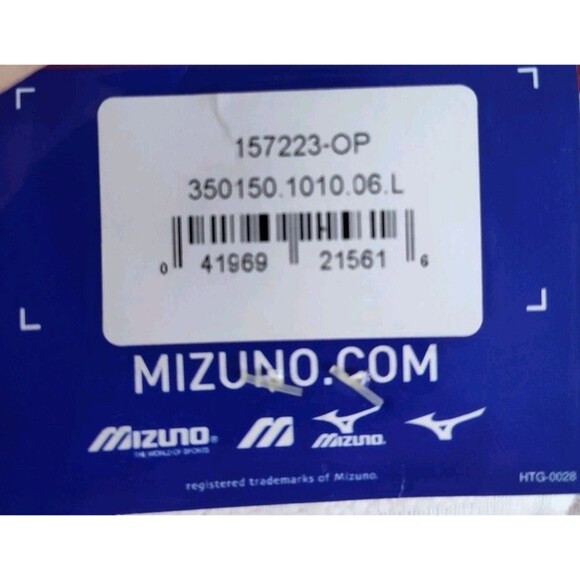 157223-OP
350150.1010.06.L
0 41969 21561 6
MIZUNO.COM
MIZUNO® MIZUNO.
THE WORLD OF SPORTS
registered trademarks of Mizuno.
HTG-0028